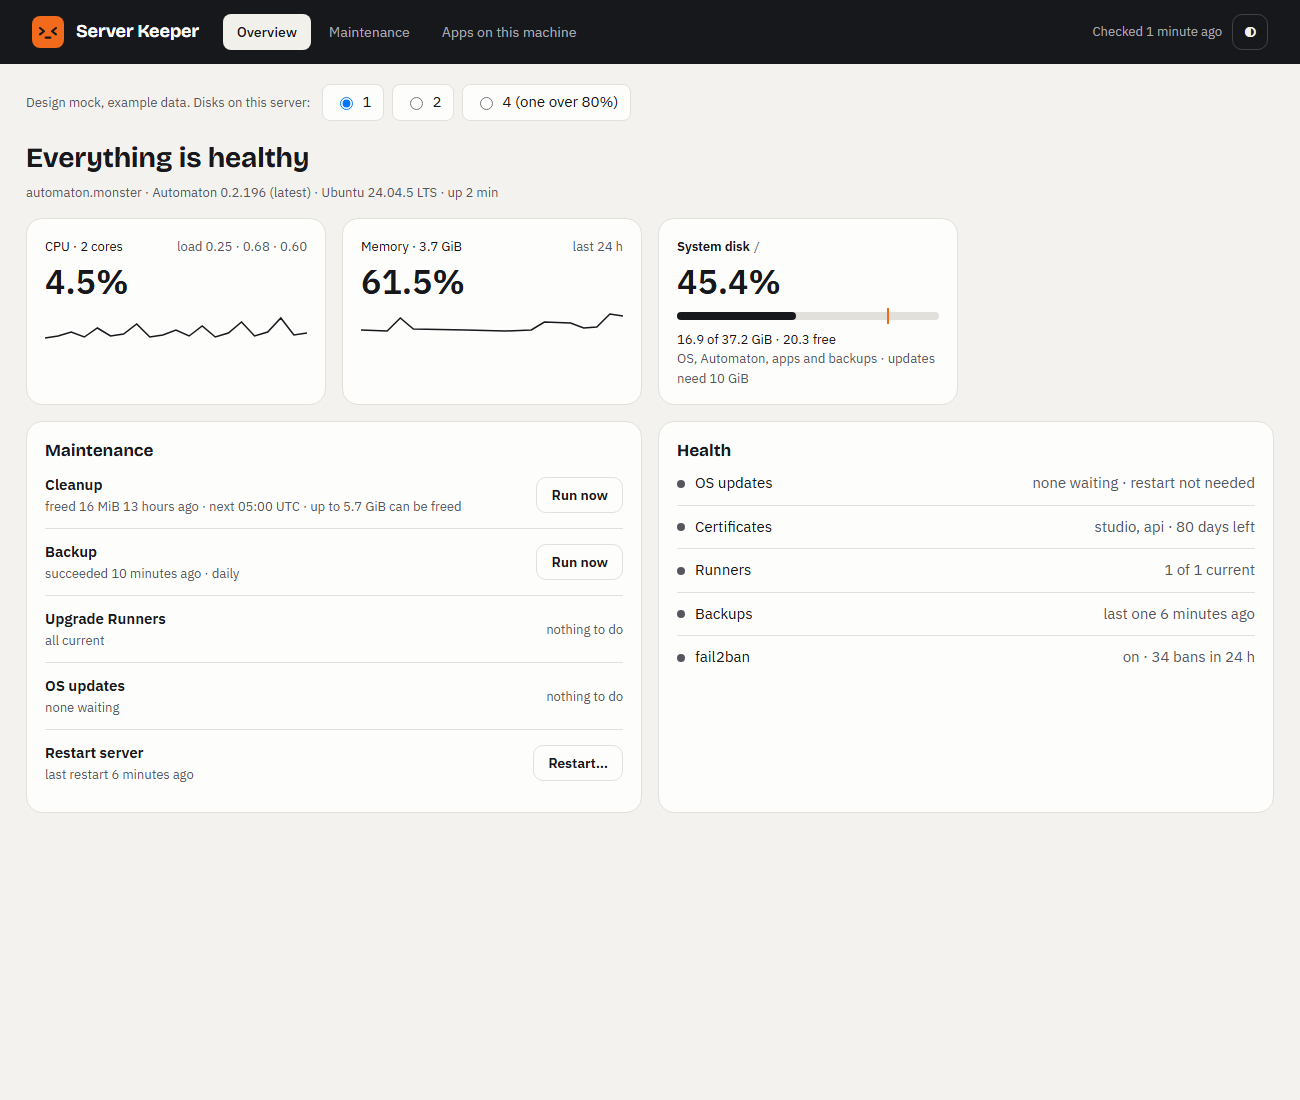 Server Keeper
Overview
Maintenance
Apps on this machine
Checked 1 minute ago
Design mock, example data. Disks on this server:
1
2
4 (one over 80%)
Everything is healthy
automaton.monster · Automaton 0.2.196 (latest) · Ubuntu 24.04.5 LTS · up 2 min
CPU · 2 cores
load 0.25 · 0.68 · 0.60
4.5%
Memory · 3.7 GiB
last 24 h
61.5%
System disk /
45.4%
16.9 of 37.2 GiB · 20.3 free
OS, Automaton, apps and backups · updates
need 10 GiB
Maintenance
Cleanup
freed 16 MiB 13 hours ago · next 05:00 UTC · up to 5.7 GiB can be freed
Run now
Backup
succeeded 10 minutes ago · daily
Run now
Upgrade Runners
all current
nothing to do
OS updates
none waiting
nothing to do
Restart server
last restart 6 minutes ago
Restart...
Health
OS updates
none waiting · restart not needed
Certificates
studio, api · 80 days left
Runners
1 of 1 current
Backups
last one 6 minutes ago
fail2ban
on · 34 bans in 24 h